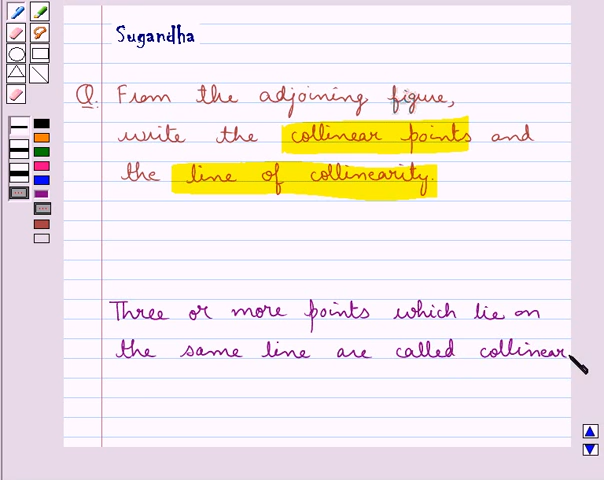 Sugandha
Q. From the adjoining figure,
write the collinear points and
the line of collinearity.
Three or more points which lie on
the same line are called collinear